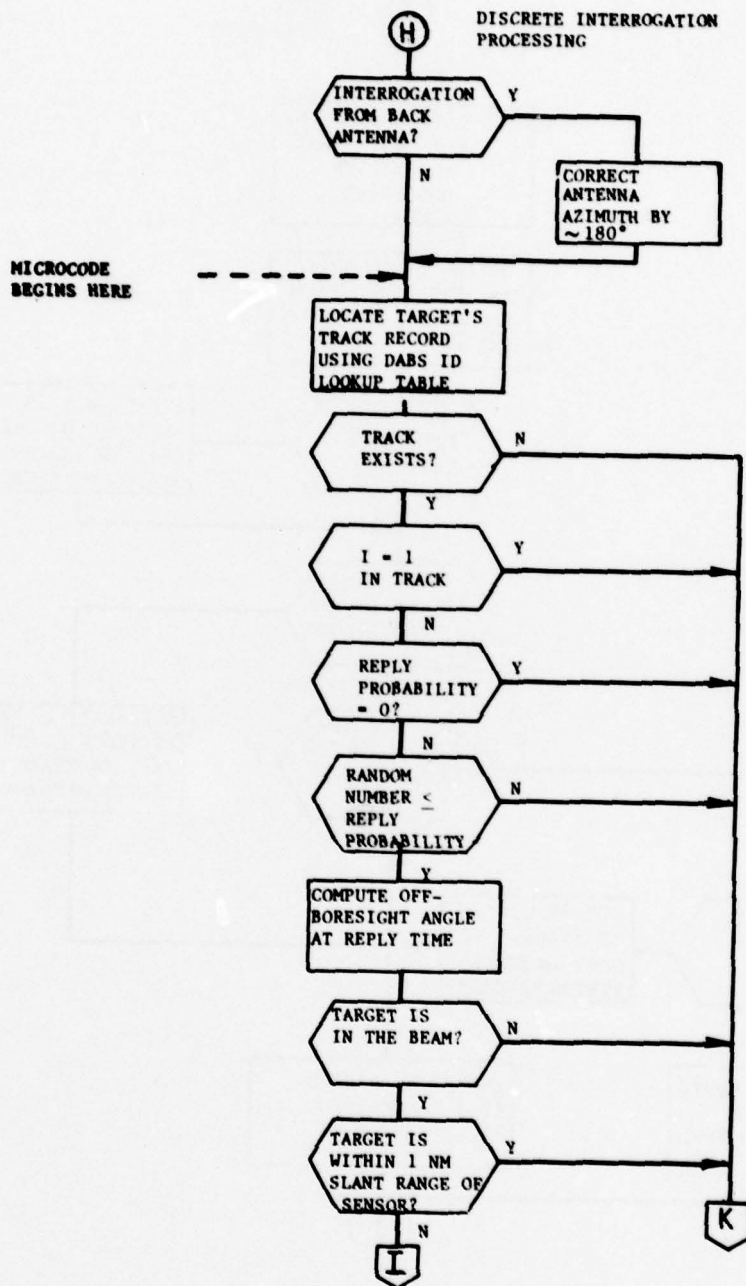 H
DISCRETE INTERROGATION
PROCESSING
INTERROGATION
FROM BACK
ANTENNA?
Y
N
CORRECT
ANTENNA
AZIMUTH BY
~180°
MICROCODE
BEGINS HERE
LOCATE TARGET'S
TRACK RECORD
USING DABS ID
LOOKUP TABLE
TRACK
EXISTS?
N
Y
I = 1
IN TRACK
Y
N
REPLY
PROBABILITY
= 0?
Y
N
RANDOM
NUMBER ≤
REPLY
PROBABILITY
N
Y
COMPUTE OFF-
BORESIGHT ANGLE
AT REPLY TIME
TARGET IS
IN THE BEAM?
N
Y
TARGET IS
WITHIN 1 NM
SLANT RANGE OF
SENSOR?
Y
N
K
I